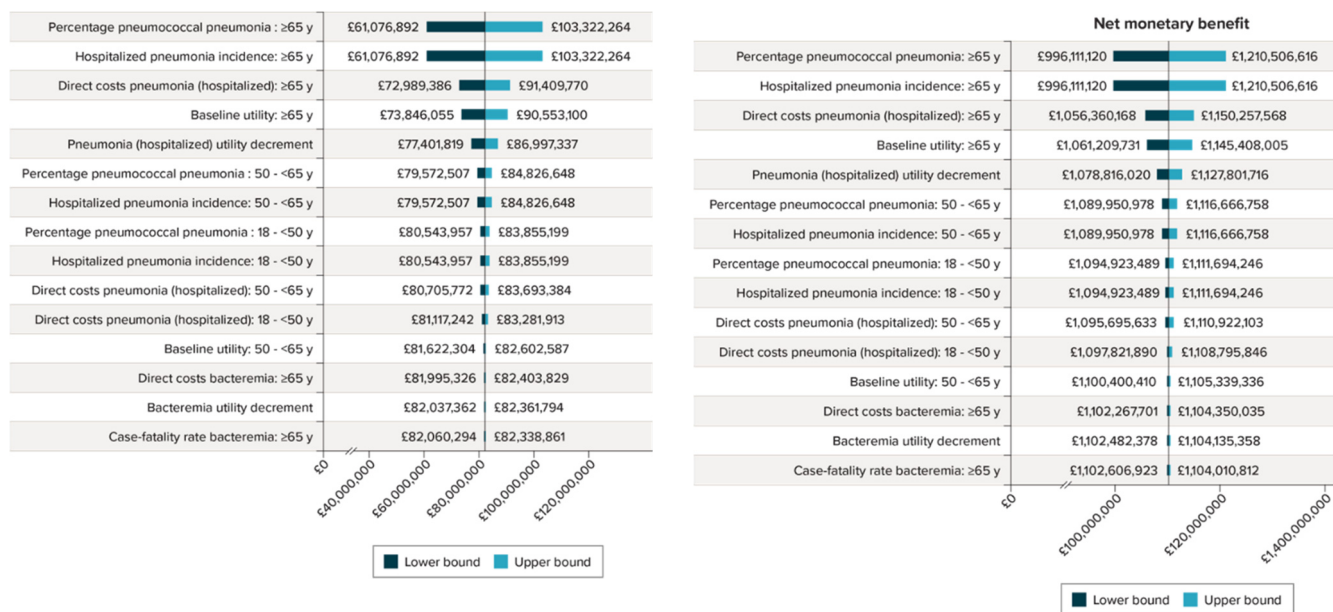 Percentage pneumococcal pneumonia : ≥65 y £61,076,892 £103,322,264
Hospitalized pneumonia incidence: ≥65 y £61,076,892 £103,322,264
Direct costs pneumonia (hospitalized): ≥65 y £72,989,386 £91,409,770
Baseline utility: ≥65 y £73,846,055 £90,553,100
Pneumonia (hospitalized) utility decrement £77,401,819 £86,997,337
Percentage pneumococcal pneumonia : 50 - <65 y £79,572,507 £84,826,648
Hospitalized pneumonia incidence: 50 - <65 y £79,572,507 £84,826,648
Percentage pneumococcal pneumonia : 18 - <50 y £80,543,957 £83,855,199
Hospitalized pneumonia incidence: 18 - <50 y £80,543,957 £83,855,199
Direct costs pneumonia (hospitalized): 50 - <65 y £80,705,772 £83,693,384
Direct costs pneumonia (hospitalized): 18 - <50 y £81,117,242 £83,281,913
Baseline utility: 50 - <65 y £81,622,304 £82,602,587
Direct costs bacteremia: ≥65 y £81,995,326 £82,403,829
Bacteremia utility decrement £82,037,362 £82,361,794
Case-fatality rate bacteremia: ≥65 y £82,060,294 £82,338,861
£0 £40,000,000 £60,000,000 £80,000,000 £100,000,000 £120,000,000
Lower bound Upper bound
Net monetary benefit
Percentage pneumococcal pneumonia: ≥65 y £996,111,120 £1,210,506,616
Hospitalized pneumonia incidence: ≥65 y £996,111,120 £1,210,506,616
Direct costs pneumonia (hospitalized): ≥65 y £1,056,360,168 £1,150,257,568
Baseline utility: ≥65 y £1,061,209,731 £1,145,408,005
Pneumonia (hospitalized) utility decrement £1,078,816,020 £1,127,801,716
Percentage pneumococcal pneumonia: 50 - <65 y £1,089,950,978 £1,116,666,758
Hospitalized pneumonia incidence: 50 - <65 y £1,089,950,978 £1,116,666,758
Percentage pneumococcal pneumonia: 18 - <50 y £1,094,923,489 £1,111,694,246
Hospitalized pneumonia incidence: 18 - <50 y £1,094,923,489 £1,111,694,246
Direct costs pneumonia (hospitalized): 50 - <65 y £1,095,695,633 £1,110,922,103
Direct costs pneumonia (hospitalized): 18 - <50 y £1,097,821,890 £1,108,795,846
Baseline utility: 50 - <65 y £1,100,400,410 £1,105,339,336
Direct costs bacteremia: ≥65 y £1,102,267,701 £1,104,350,035
Bacteremia utility decrement £1,102,482,378 £1,104,135,358
Case-fatality rate bacteremia: ≥65 y £1,102,606,923 £1,104,010,812
£0 £100,000,000 £120,000,000 £1,400,000,000
Lower bound Upper bound